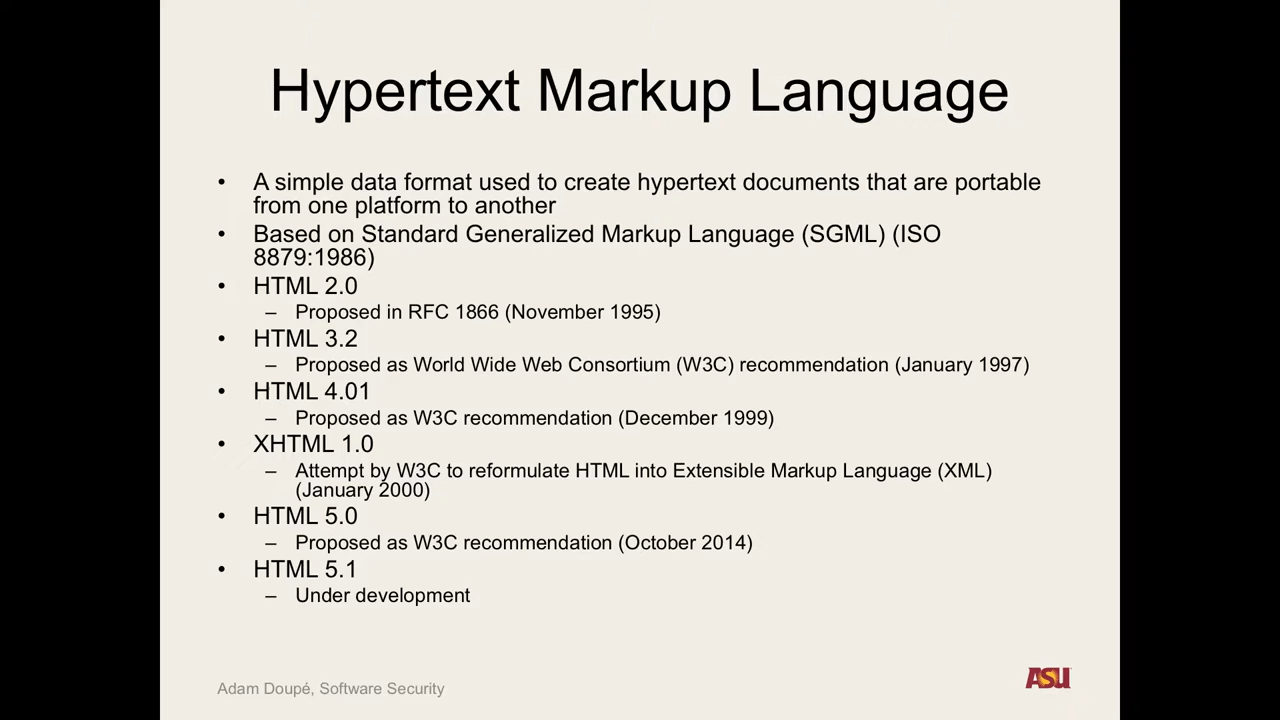 Hypertext Markup Language
• A simple data format used to create hypertext documents that are portable
from one platform to another
• Based on Standard Generalized Markup Language (SGML) (ISO
8879:1986)
• HTML 2.0
– Proposed in RFC 1866 (November 1995)
• HTML 3.2
– Proposed as World Wide Web Consortium (W3C) recommendation (January 1997)
• HTML 4.01
– Proposed as W3C recommendation (December 1999)
• XHTML 1.0
– Attempt by W3C to reformulate HTML into Extensible Markup Language (XML)
(January 2000)
• HTML 5.0
– Proposed as W3C recommendation (October 2014)
• HTML 5.1
– Under development
Adam Doupé, Software Security
ASU